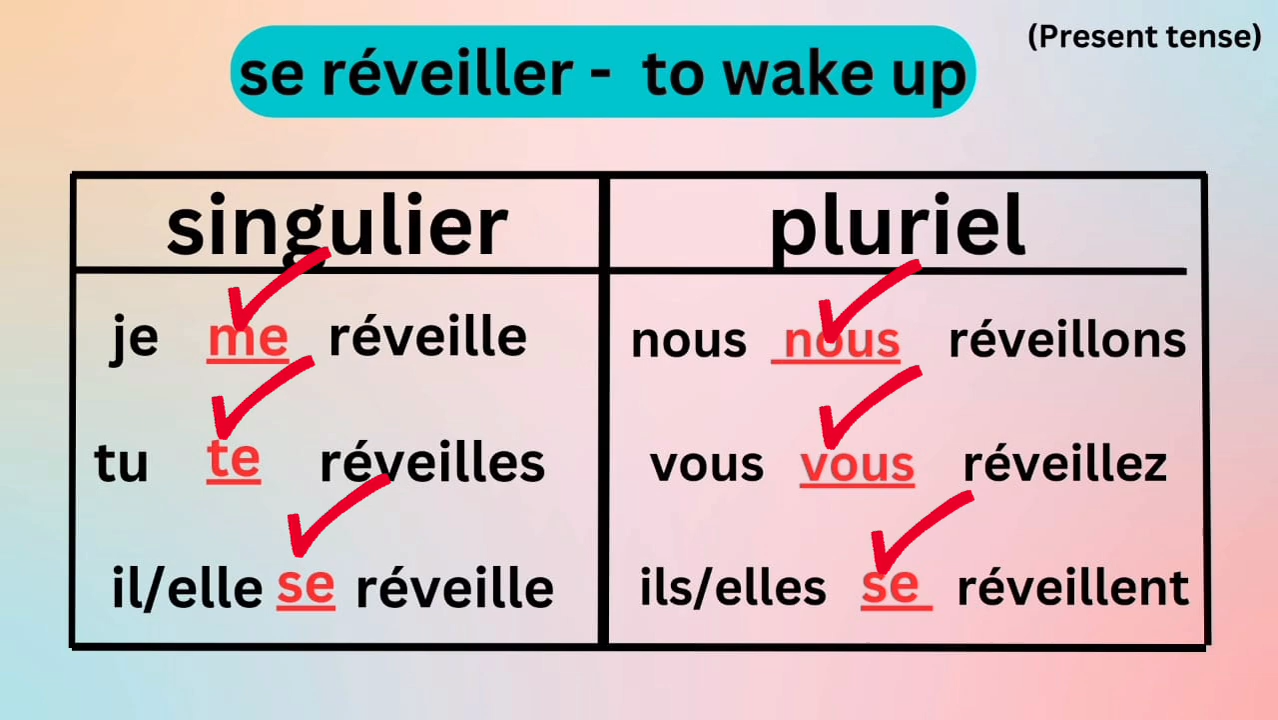 (Present tense)
se réveiller - to wake up
singulier
pluriel
je me réveille
nous nous réveillons
tu te réveilles
vous vous réveillez
il/elle se réveille
ils/elles se réveillent